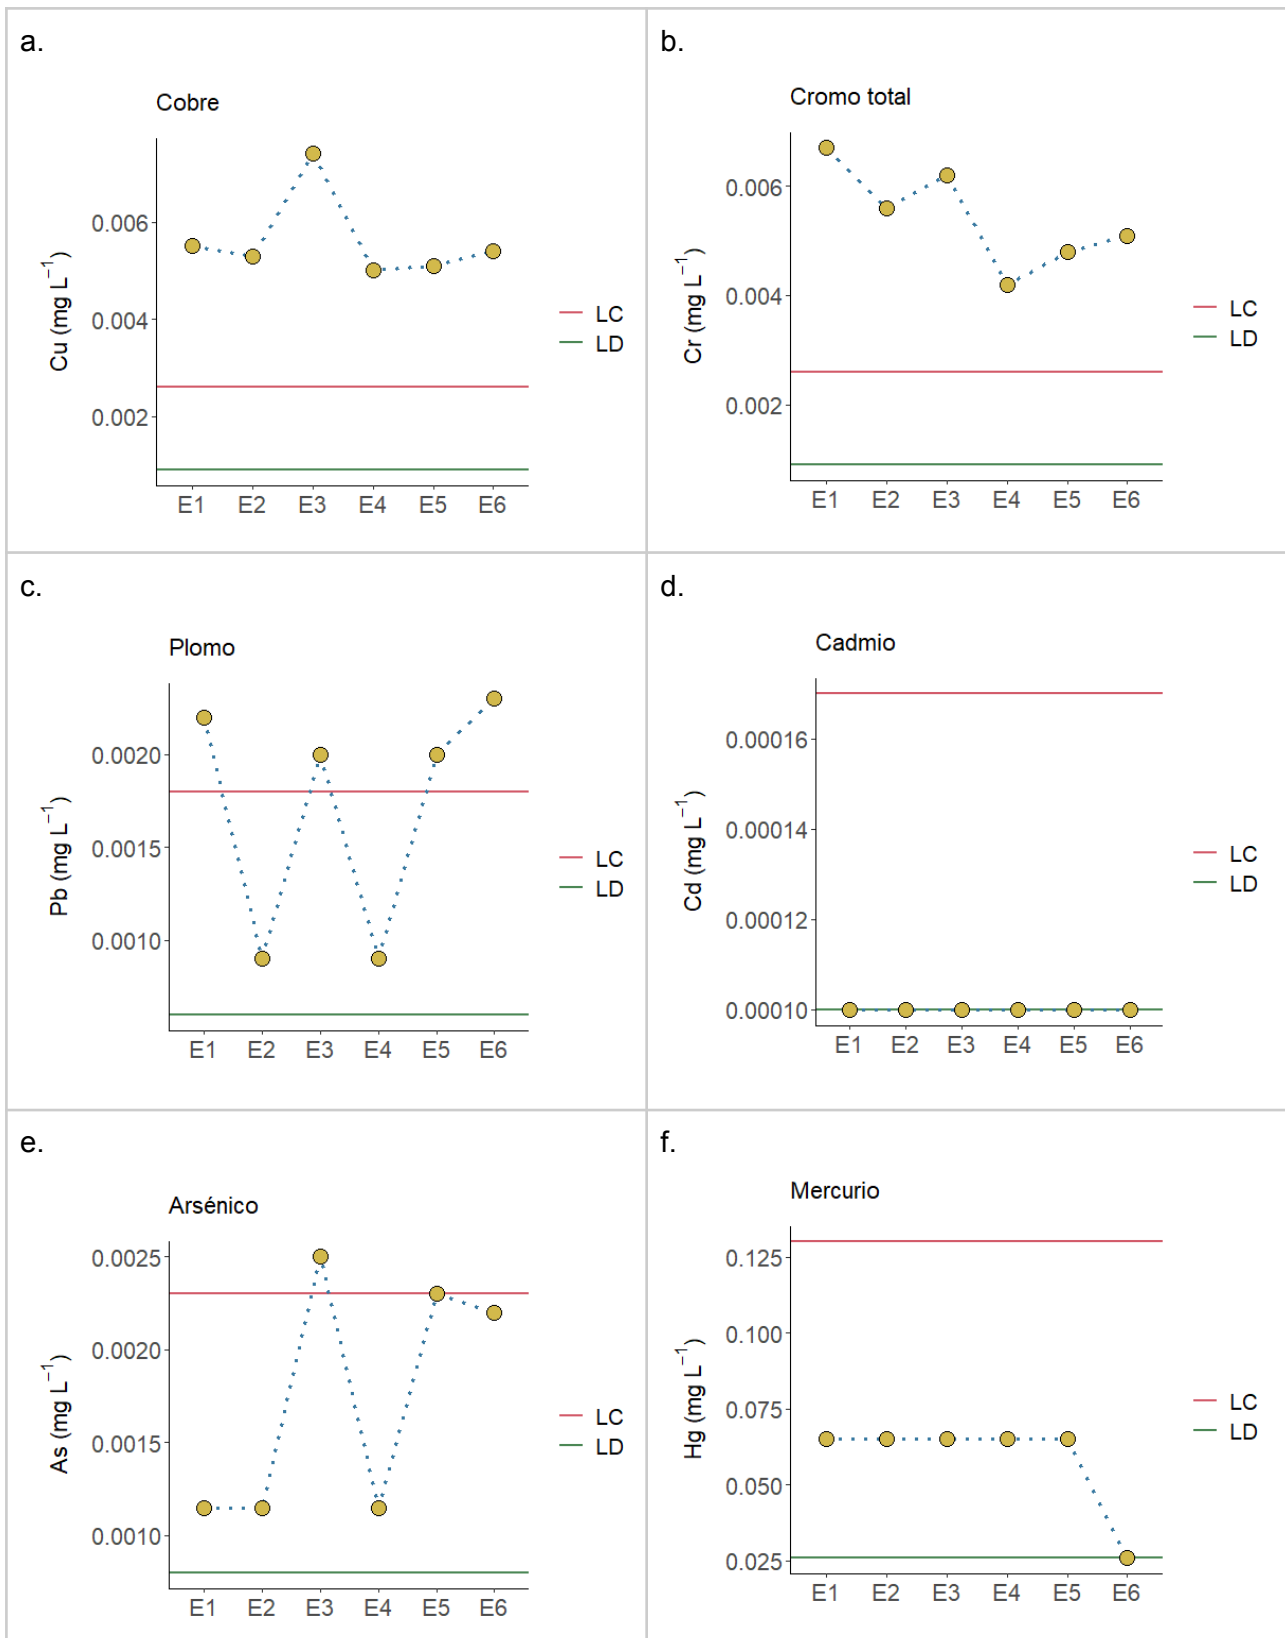 a.
Cobre
Cu (mg L⁻¹)
0.006
0.004
0.002
E1 E2 E3 E4 E5 E6
LC
LD
b.
Cromo total
Cr (mg L⁻¹)
0.006
0.004
0.002
E1 E2 E3 E4 E5 E6
LC
LD
c.
Plomo
Pb (mg L⁻¹)
0.0020
0.0015
0.0010
E1 E2 E3 E4 E5 E6
LC
LD
d.
Cadmio
Cd (mg L⁻¹)
0.00016
0.00014
0.00012
0.00010
E1 E2 E3 E4 E5 E6
LC
LD
e.
Arsénico
As (mg L⁻¹)
0.0025
0.0020
0.0015
0.0010
E1 E2 E3 E4 E5 E6
LC
LD
f.
Mercurio
Hg (mg L⁻¹)
0.125
0.100
0.075
0.050
0.025
E1 E2 E3 E4 E5 E6
LC
LD